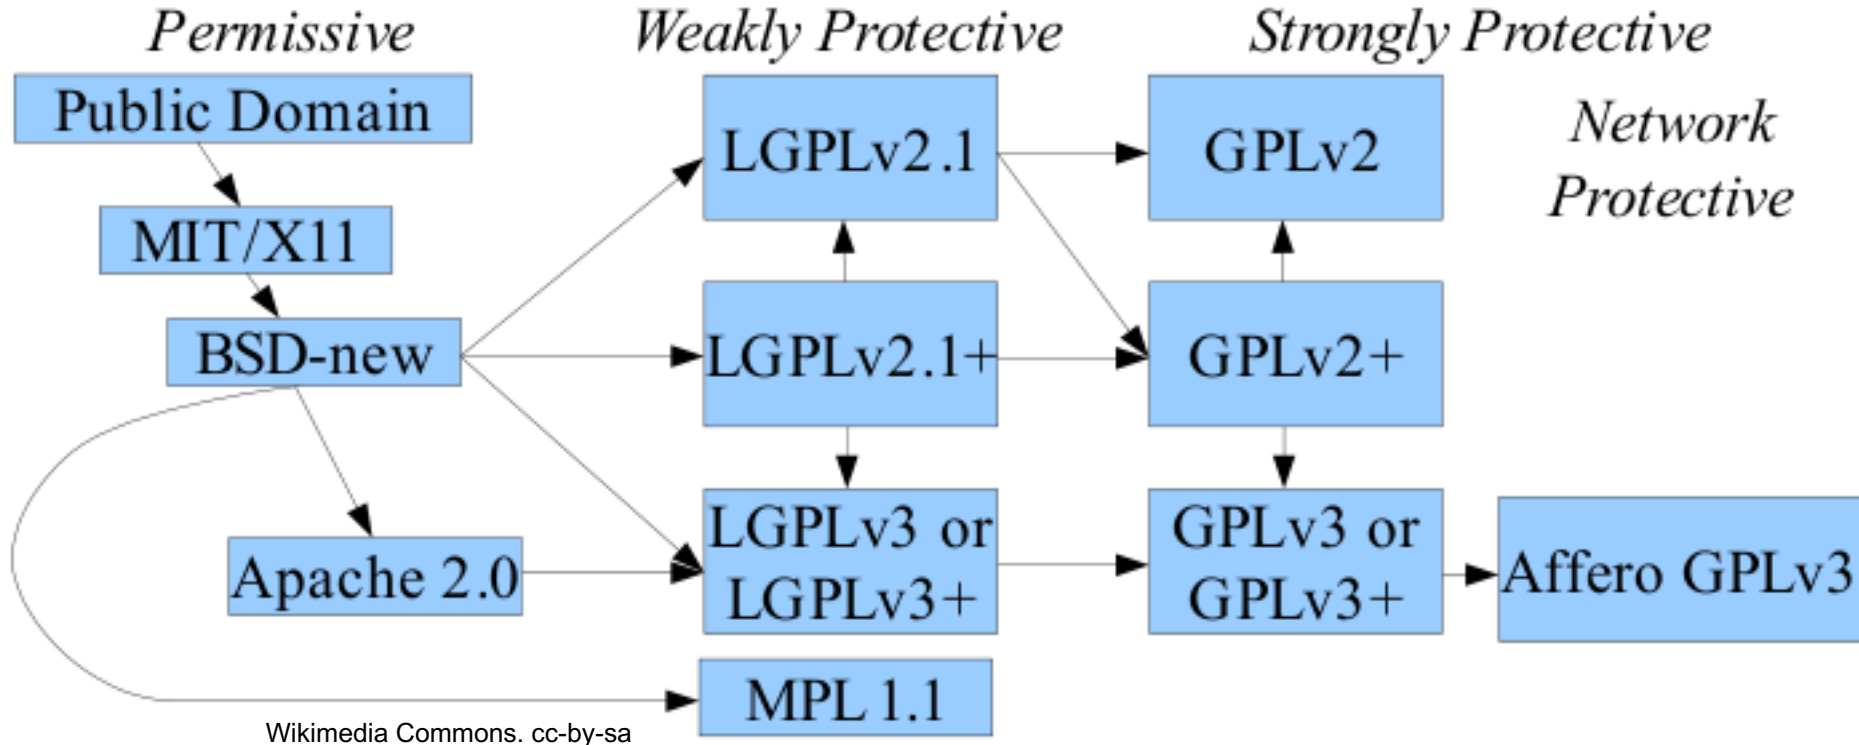 Permissive
Weakly Protective
Strongly Protective
Public Domain
LGPLv2.1
GPLv2
Network
Protective
MIT/X11
BSD-new
LGPLv2.1+
GPLv2+
Apache 2.0
LGPLv3 or
LGPLv3+
GPLv3 or
GPLv3+
Affero GPLv3
MPL 1.1
Wikimedia Commons. cc-by-sa